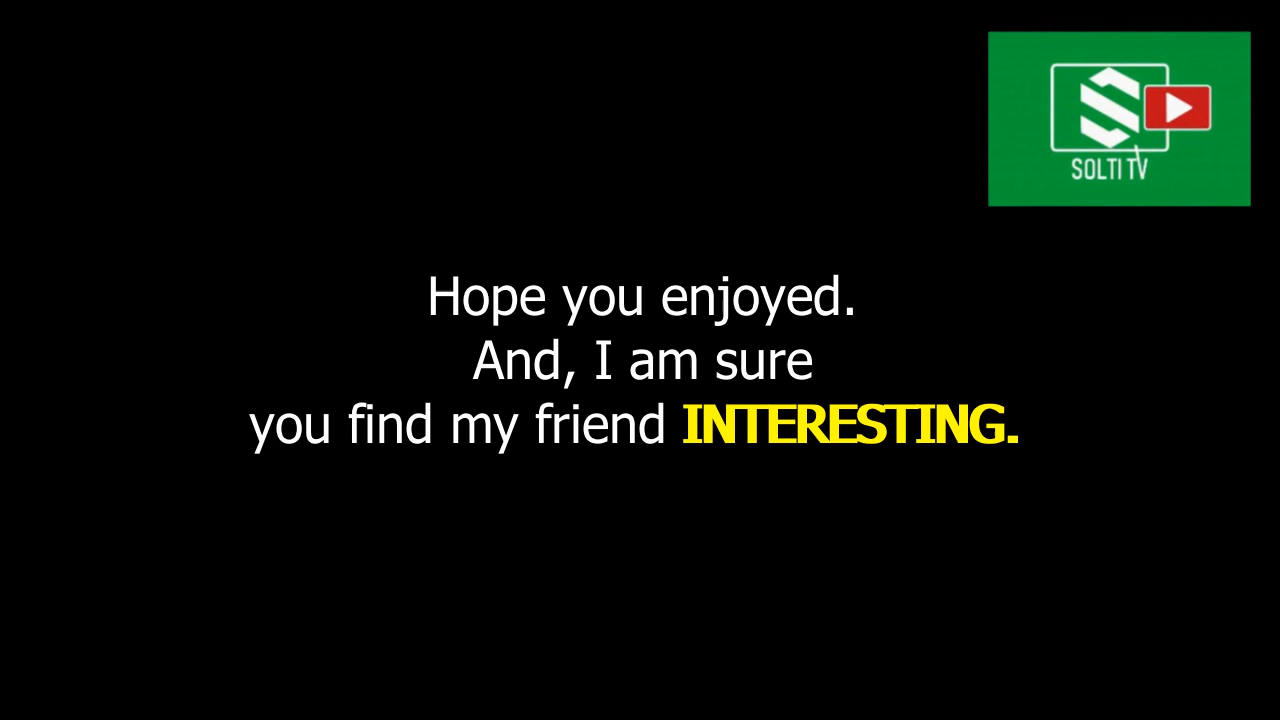 SOLTI TV
Hope you enjoyed.
And, I am sure
you find my friend INTERESTING.